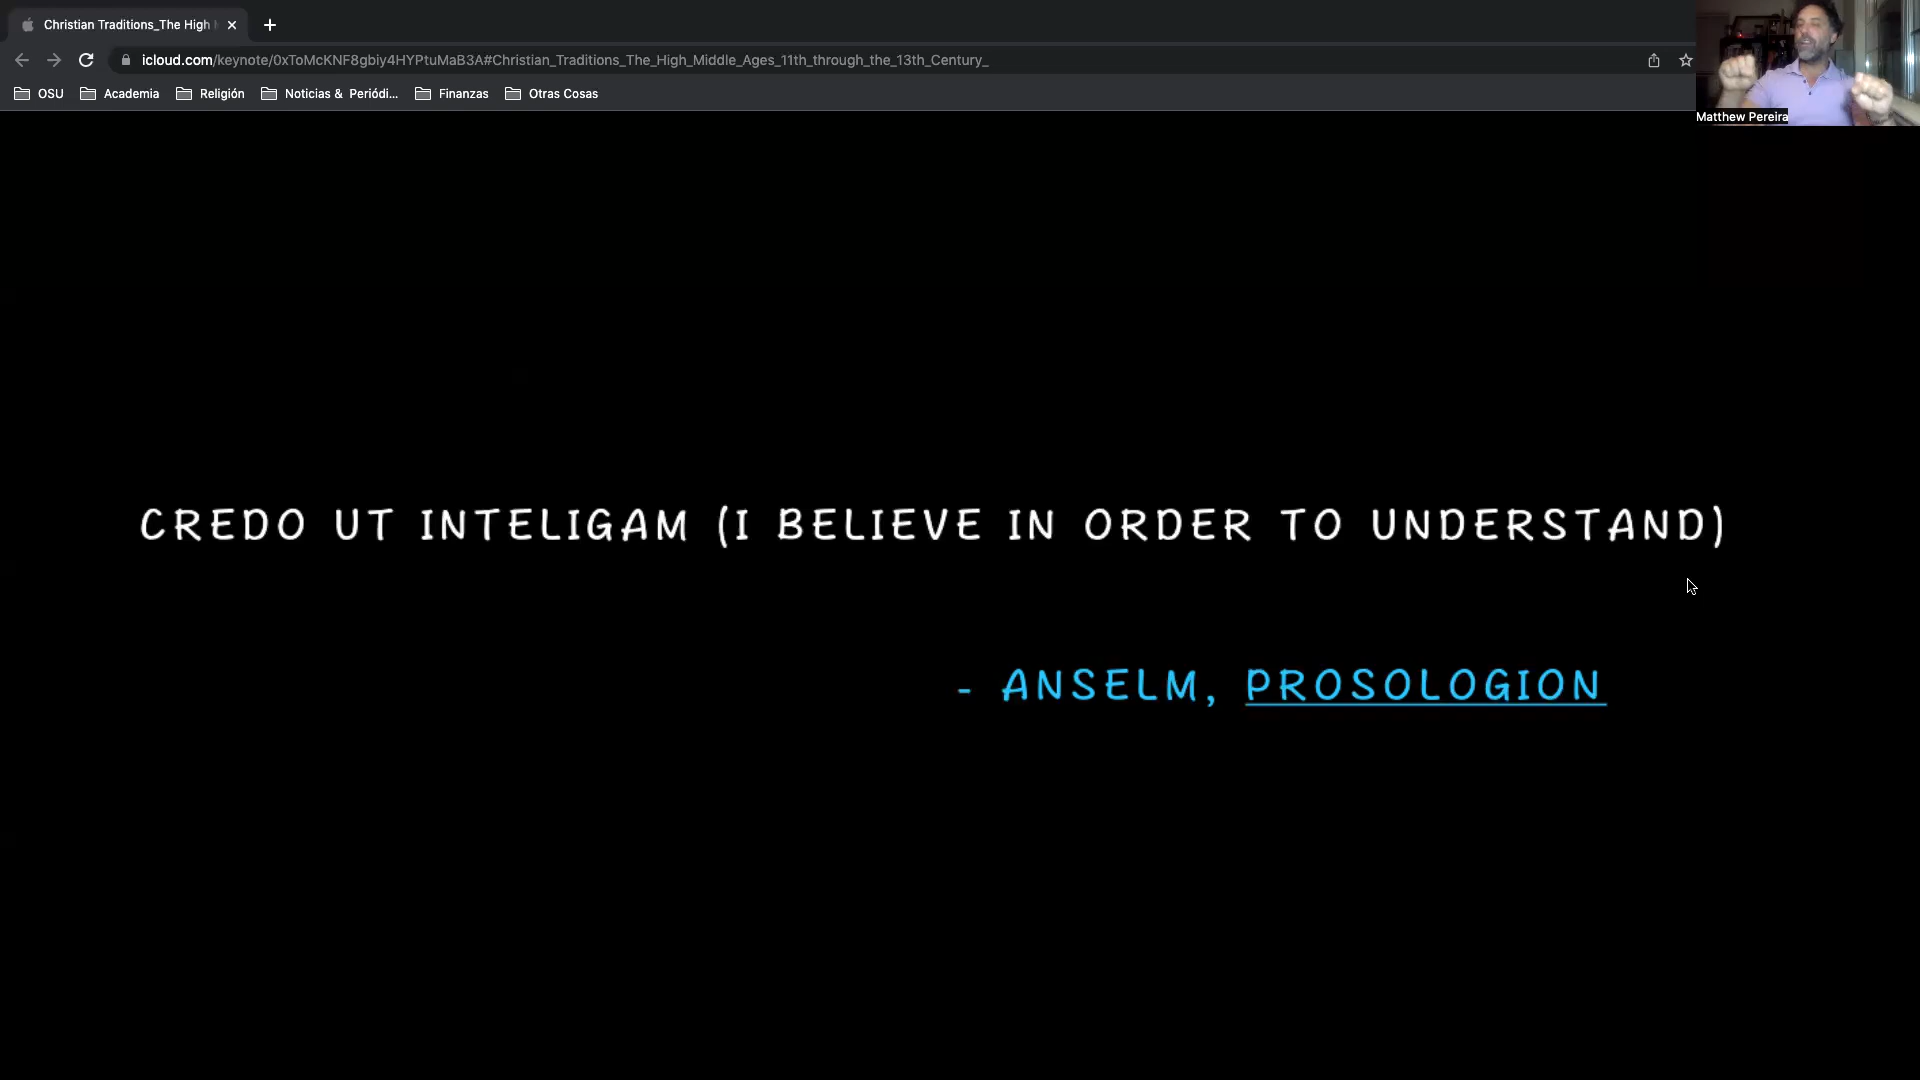 Christian Traditions_The High
icloud.com/keynote/0xToMcKNF8gbiy4HYPtuMaB3A#Christian_Traditions_The_High_Middle_Ages_11th_through_the_13th_Century_
OSU Academia Religión Noticias & Periódi... Finanzas Otras Cosas
Matthew Pereira
CREDO UT INTELIGAM (I BELIEVE IN ORDER TO UNDERSTAND)
- ANSELM, PROSOLOGION